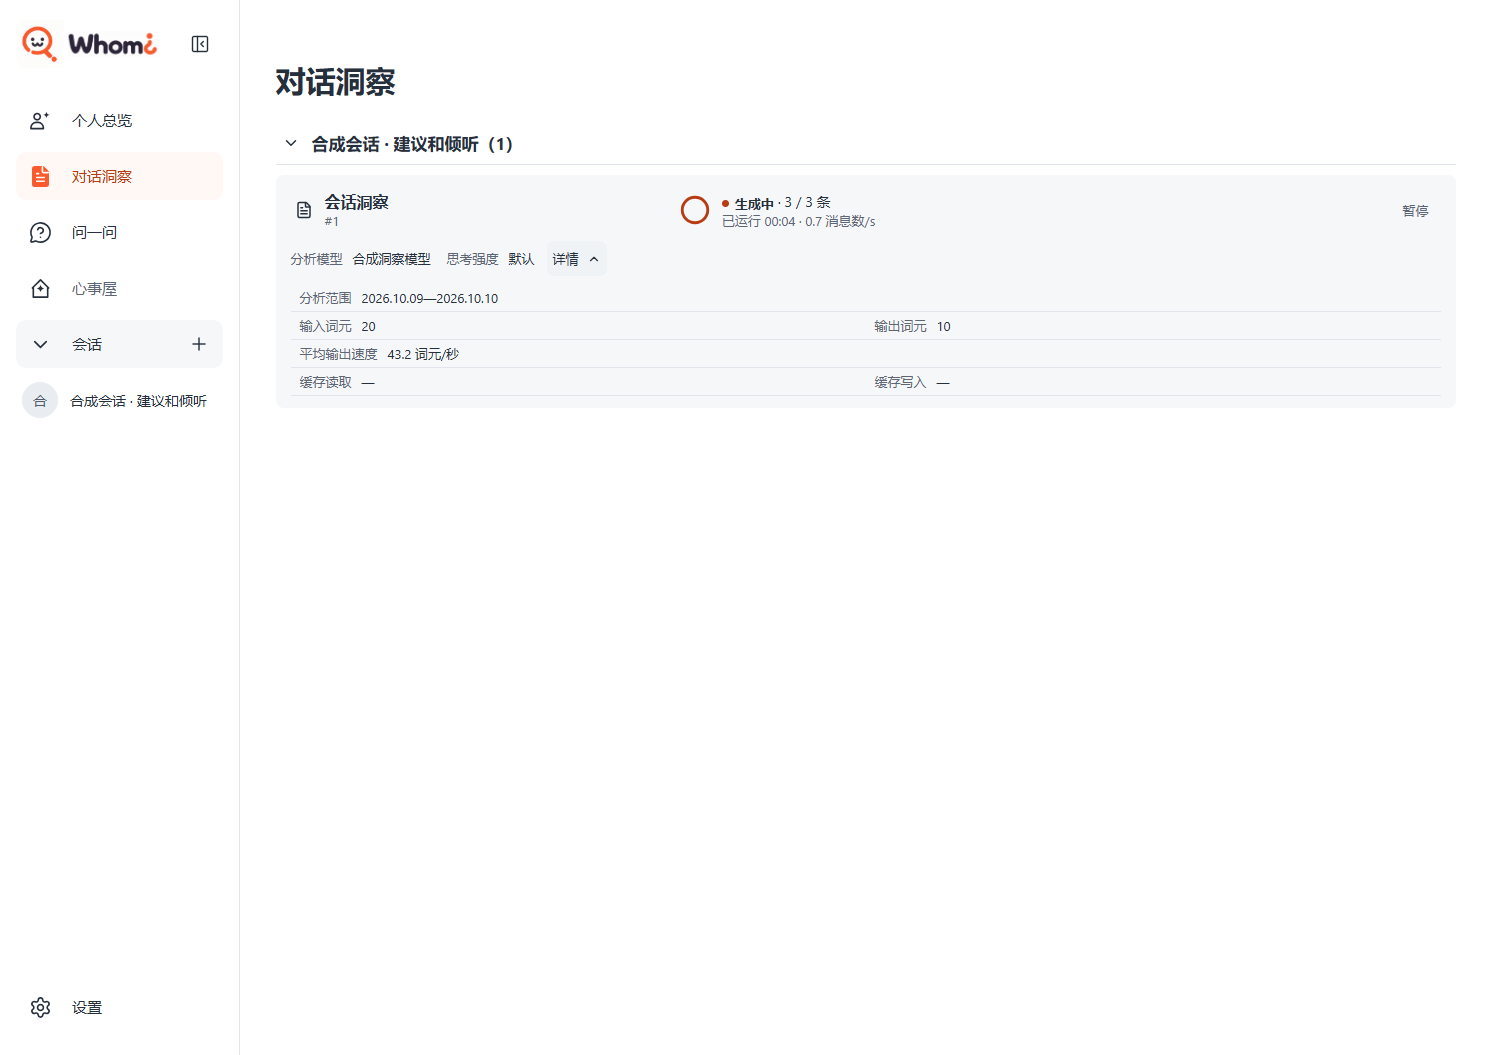 Whomi
个人总览
对话洞察
问一问
心事屋
会话
合 合成会话 · 建议和倾听
设置
对话洞察
合成会话 · 建议和倾听（1）
会话洞察
#1
生成中 · 3 / 3 条
已运行 00:04 · 0.7 消息数/s
暂停
分析模型 合成洞察模型 思考强度 默认 详情
分析范围 2026.10.09—2026.10.10
输入词元 20 输出词元 10
平均输出速度 43.2 词元/秒
缓存读取 — 缓存写入 —